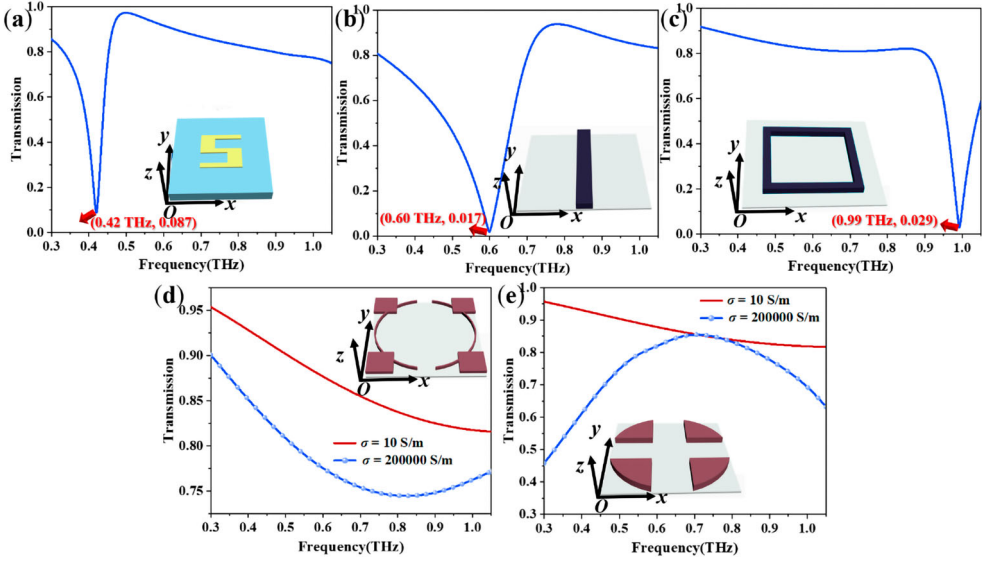 (a)
Transmission
1.0
0.8
0.6
0.4
0.2
0.0
0.3 0.4 0.5 0.6 0.7 0.8 0.9 1.0
Frequency(THz)
(0.42 THz, 0.087)
y
z
O
x
(b)
Transmission
1.0
0.8
0.6
0.4
0.2
0.0
0.3 0.4 0.5 0.6 0.7 0.8 0.9 1.0
Frequency(THz)
(0.60 THz, 0.017)
y
z
O
x
(c)
Transmission
1.0
0.8
0.6
0.4
0.2
0.0
0.3 0.4 0.5 0.6 0.7 0.8 0.9 1.0
Frequency(THz)
(0.99 THz, 0.029)
y
z
O
x
(d)
Transmission
0.95
0.90
0.85
0.80
0.75
0.3 0.4 0.5 0.6 0.7 0.8 0.9 1.0
Frequency(THz)
σ = 10 S/m
σ = 200000 S/m
y
z
O
x
(e)
Transmission
1.0
0.9
0.8
0.7
0.6
0.5
0.4
0.3
0.3 0.4 0.5 0.6 0.7 0.8 0.9 1.0
Frequency(THz)
σ = 10 S/m
σ = 200000 S/m
y
z
O
x